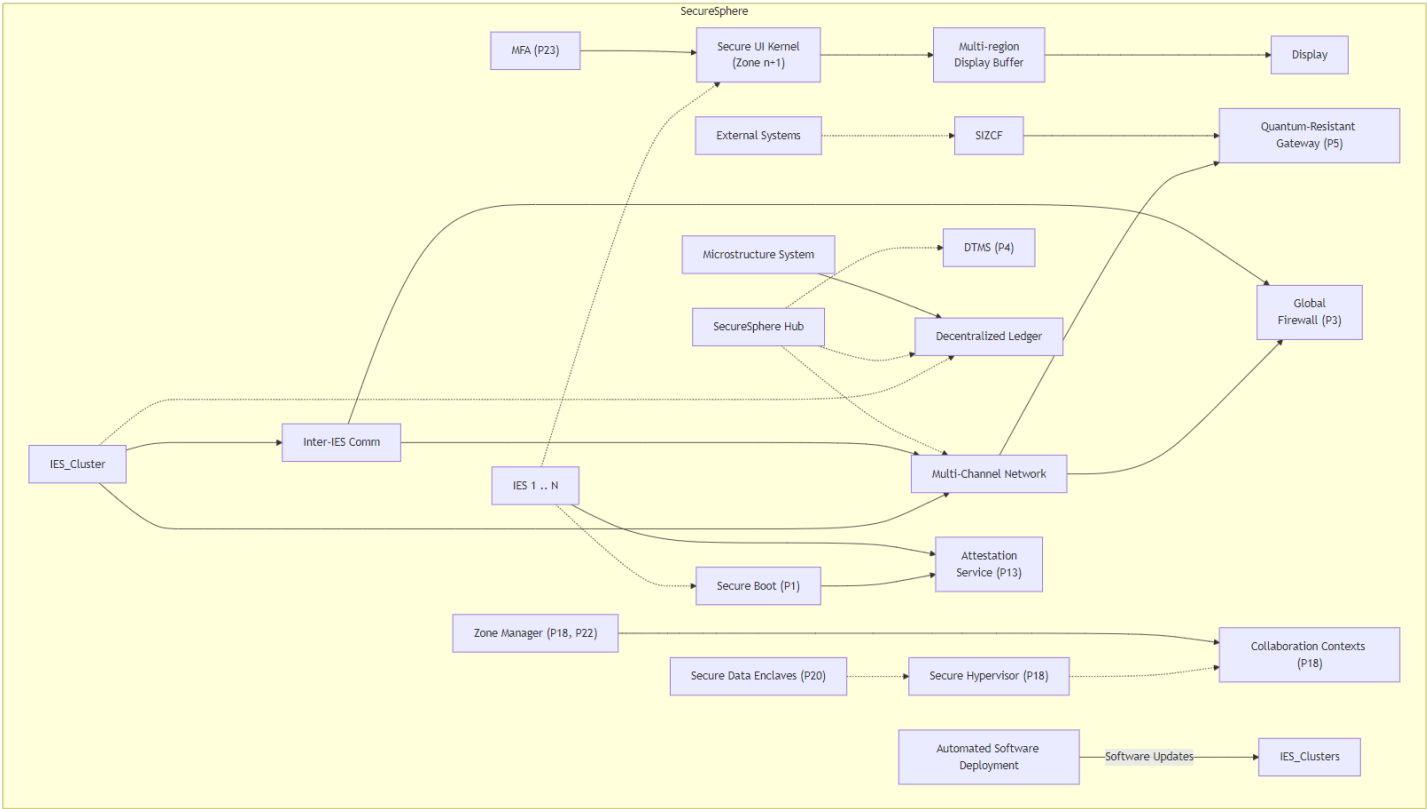 SecureSphere
MFA (P23)
Secure UI Kernel
(Zone n+1)
Multi-region
Display Buffer
Display
External Systems
SIZCF
Quantum-Resistant
Gateway (P5)
Microstructure System
DTMS (P4)
SecureSphere Hub
Decentralized Ledger
Global
Firewall (P3)
IES_Cluster
Inter-IES Comm
IES 1 .. N
Multi-Channel Network
Attestation
Service (P13)
Secure Boot (P1)
Zone Manager (P18, P22)
Collaboration Contexts
(P18)
Secure Data Enclaves (P20)
Secure Hypervisor (P18)
Automated Software
Deployment
Software Updates
IES_Clusters